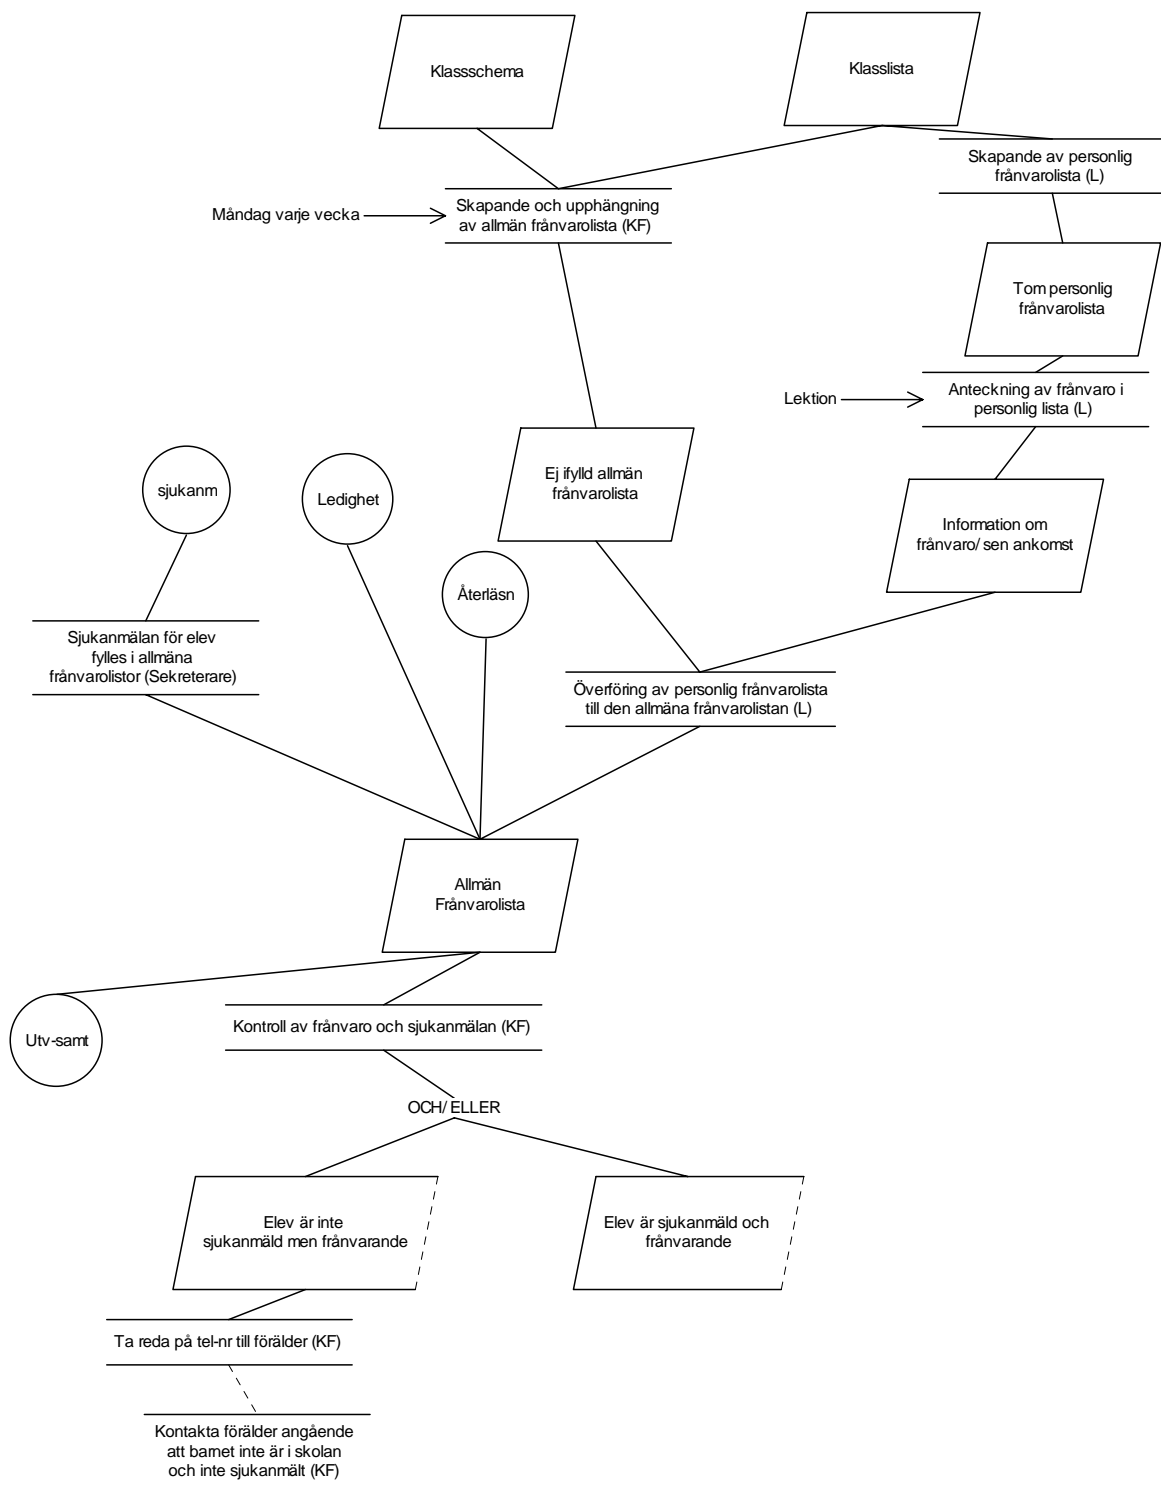 Klassschema
Klasslista
Skapande av personlig
frånvarolista (L)
Måndag varje vecka
Skapande och upphängning
av allmän frånvarolista (KF)
Tom personlig
frånvarolista
Lektion
Anteckning av frånvaro i
personlig lista (L)
sjukanm
Ledighet
Ej ifylld allmän
frånvarolista
Information om
frånvaro/ sen ankomst
Återläsn
Sjukanmälan för elev
fylles i allmäna
frånvarolistor (Sekreterare)
Överföring av personlig frånvarolista
till den allmäna frånvarolistan (L)
Allmän
Frånvarolista
Utv-samt
Kontroll av frånvaro och sjukanmälan (KF)
OCH/ ELLER
Elev är inte
sjukanmäld men frånvarande
Elev är sjukanmäld och
frånvarande
Ta reda på tel-nr till förälder (KF)
Kontakta förälder angående
att barnet inte är i skolan
och inte sjukanmält (KF)